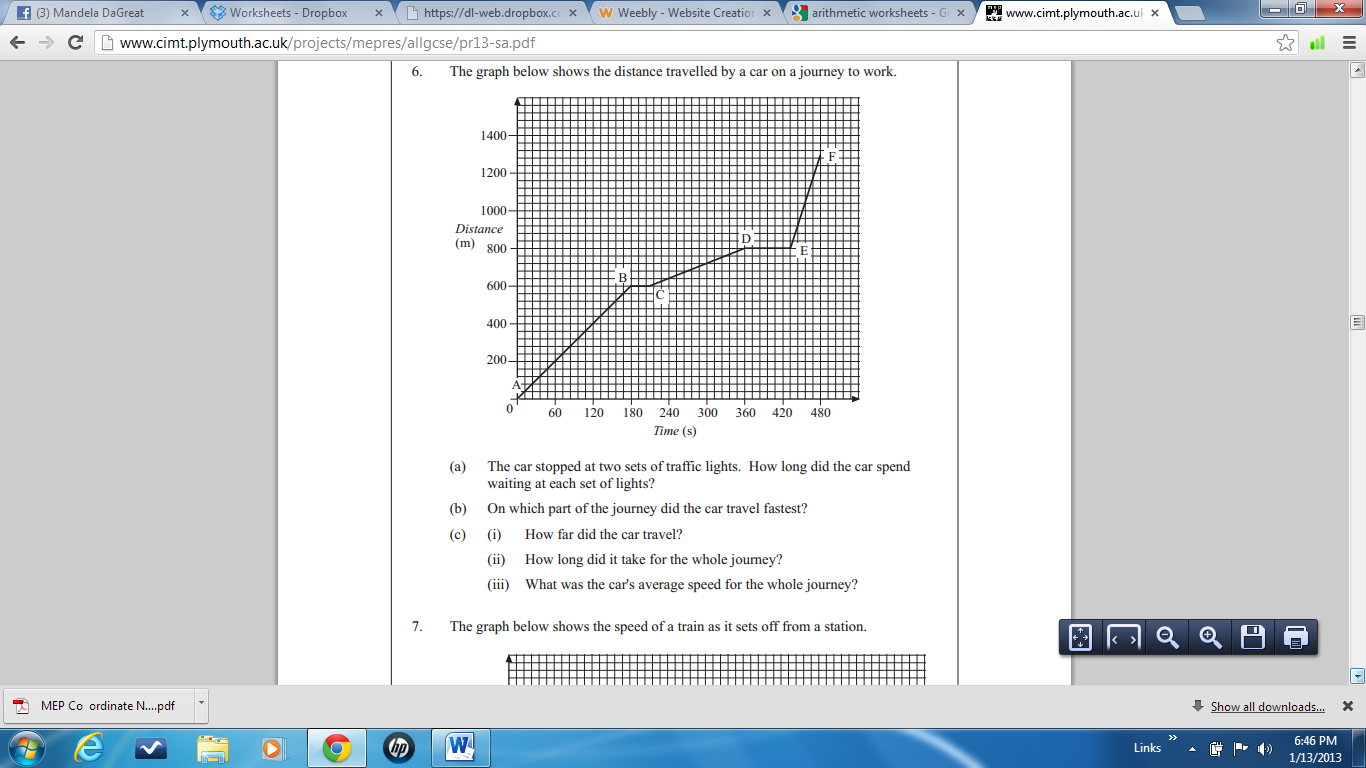 (3) Mandela DaGreat
Worksheets - Dropbox
https://dl-web.dropbox.cc
Weebly - Website Creation
arithmetic worksheets - G
www.cimt.plymouth.ac.u
www.cimt.plymouth.ac.uk/projects/mepres/allgcse/pr13-sa.pdf
6. The graph below shows the distance travelled by a car on a journey to work.
1400
1200
1000
Distance
(m)
800
600
400
200
0
A
B
C
D
E
F
60 120 180 240 300 360 420 480
Time (s)
(a) The car stopped at two sets of traffic lights. How long did the car spend
waiting at each set of lights?
(b) On which part of the journey did the car travel fastest?
(c) (i) How far did the car travel?
(ii) How long did it take for the whole journey?
(iii) What was the car's average speed for the whole journey?
7. The graph below shows the speed of a train as it sets off from a station.
MEP Co ordinate N....pdf
Show all downloads...
hp
W
Links
6:46 PM
1/13/2013